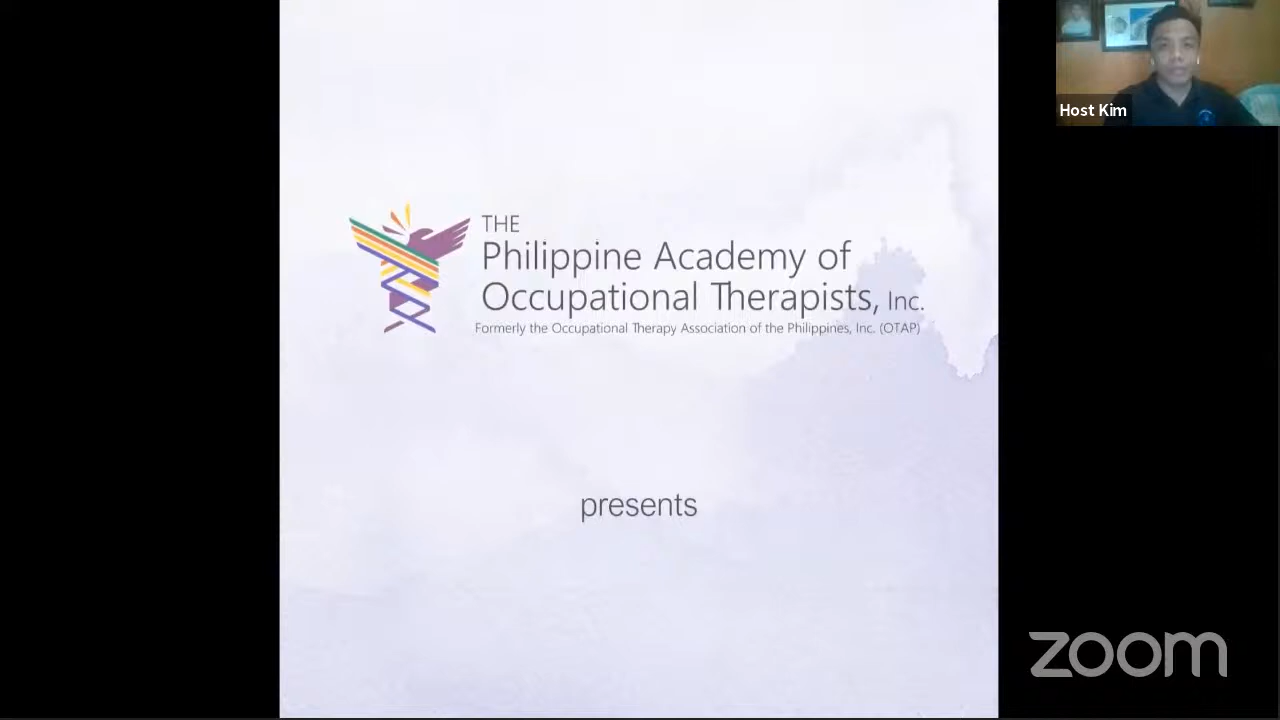 Host Kim
THE
Philippine Academy of
Occupational Therapists, Inc.
Formerly the Occupational Therapy Association of the Philippines, Inc. (OTAP)
presents
zoom